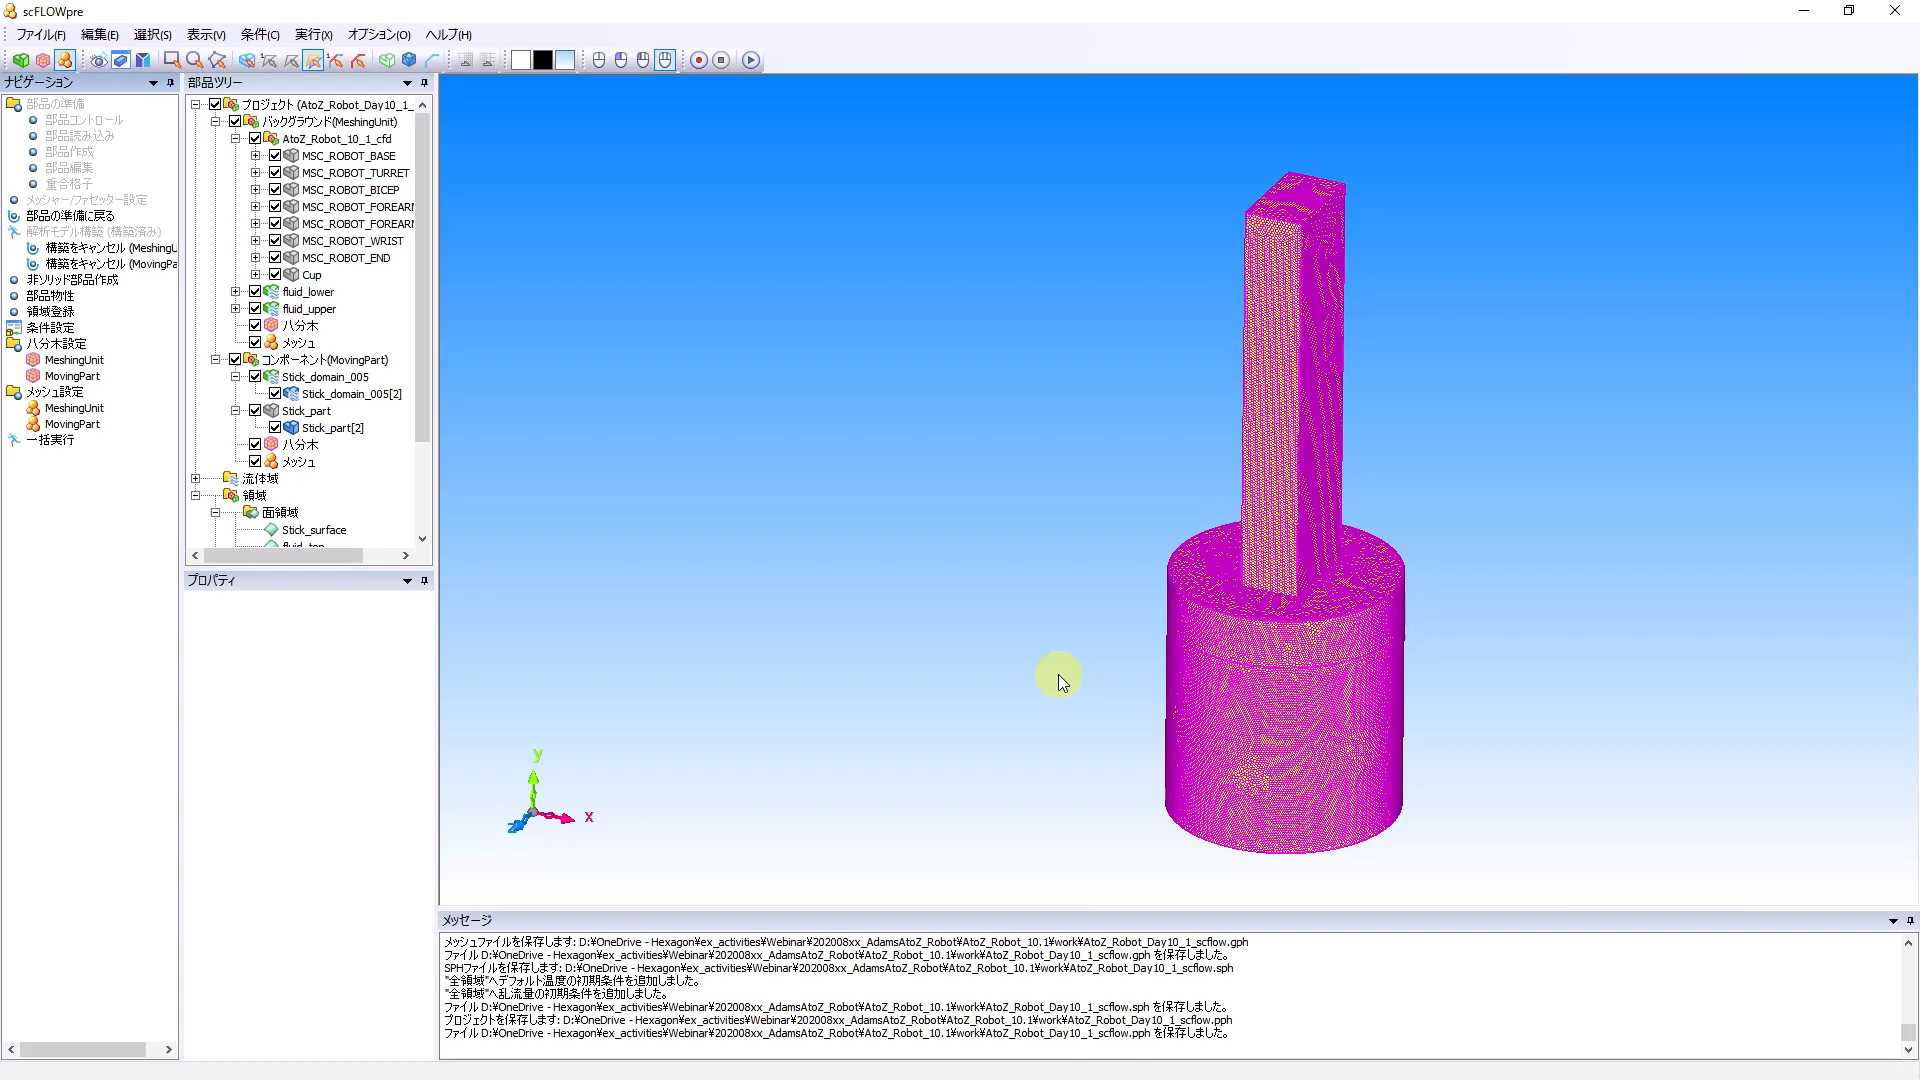 scFLOWpre
ファイル(F) 編集(E) 選択(S) 表示(V) 条件(C) 実行(X) オプション(O) ヘルプ(H)
ナビゲーション
部品の準備
部品コントロール
部品読み込み
部品作成
部品編集
重合格子
メッシャー/ファセッター設定
部品の準備に戻る
解析モデル構築 (構築済み)
構築をキャンセル (MeshingU
構築をキャンセル (MovingPa
非ソリッド部品作成
部品物性
領域登録
条件設定
八分木設定
MeshingUnit
MovingPart
メッシュ設定
MeshingUnit
MovingPart
一括実行
部品ツリー
プロジェクト (AtoZ_Robot_Day10_1_
バックグラウンド(MeshingUnit)
AtoZ_Robot_10_1_cfd
MSC_ROBOT_BASE
MSC_ROBOT_TURRET
MSC_ROBOT_BICEP
MSC_ROBOT_FOREARM
MSC_ROBOT_FOREARM
MSC_ROBOT_WRIST
MSC_ROBOT_END
Cup
fluid_lower
fluid_upper
八分木
メッシュ
コンポーネント(MovingPart)
Stick_domain_005
Stick_domain_005[2]
Stick_part
Stick_part[2]
八分木
メッシュ
流体域
領域
面領域
Stick_surface
fluid_top
プロパティ
y
x
メッセージ
メッシュファイルを保存します: D:¥OneDrive - Hexagon¥ex_activities¥Webinar¥202008xx_AdamsAtoZ_Robot¥AtoZ_Robot_10.1¥work¥AtoZ_Robot_Day10_1_scflow.gph
ファイル D:¥OneDrive - Hexagon¥ex_activities¥Webinar¥202008xx_AdamsAtoZ_Robot¥AtoZ_Robot_10.1¥work¥AtoZ_Robot_Day10_1_scflow.gph を保存しました。
SPHファイルを保存します: D:¥OneDrive - Hexagon¥ex_activities¥Webinar¥202008xx_AdamsAtoZ_Robot¥AtoZ_Robot_10.1¥work¥AtoZ_Robot_Day10_1_scflow.sph
"全領域"へデフォルト温度の初期条件を追加しました。
"全領域"へ乱流量の初期条件を追加しました。
ファイル D:¥OneDrive - Hexagon¥ex_activities¥Webinar¥202008xx_AdamsAtoZ_Robot¥AtoZ_Robot_10.1¥work¥AtoZ_Robot_Day10_1_scflow.sph を保存しました。
プロジェクトを保存します: D:¥OneDrive - Hexagon¥ex_activities¥Webinar¥202008xx_AdamsAtoZ_Robot¥AtoZ_Robot_10.1¥work¥AtoZ_Robot_Day10_1_scflow.pph
ファイル D:¥OneDrive - Hexagon¥ex_activities¥Webinar¥202008xx_AdamsAtoZ_Robot¥AtoZ_Robot_10.1¥work¥AtoZ_Robot_Day10_1_scflow.pph を保存しました。